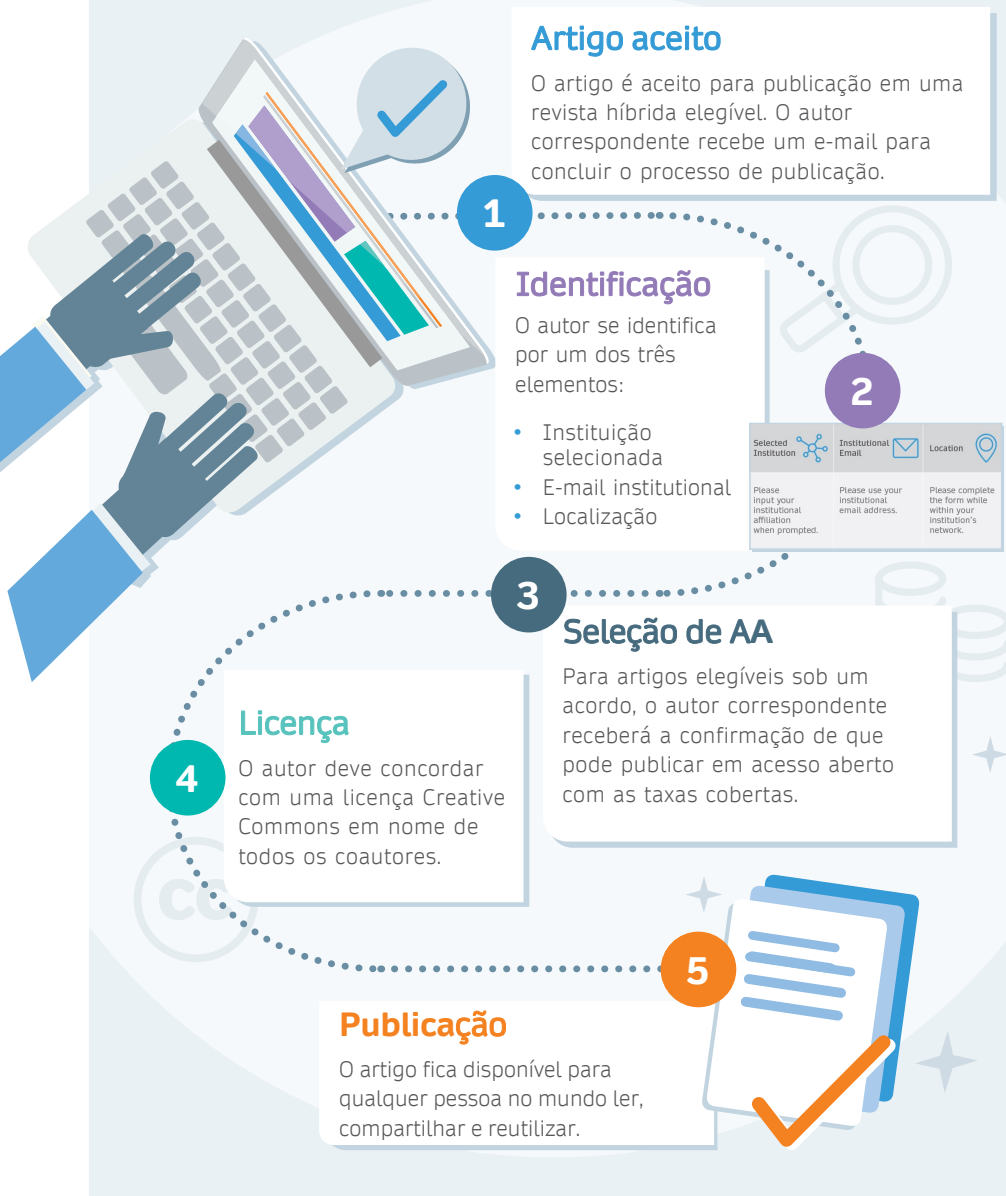 Artigo aceito
O artigo é aceito para publicação em uma
revista híbrida elegível. O autor
correspondente recebe um e-mail para
concluir o processo de publicação.
1
Identificação
O autor se identifica
por um dos três
elementos:
• Instituição
selecionada
• E-mail institutional
• Localização
2
Selected
Institution
Institutional
Email
Location
Please
input your
institutional
affiliation
when prompted.
Please use your
institutional
email address.
Please complete
the form while
within your
institution's
network.
3
Seleção de AA
Para artigos elegíveis sob um
acordo, o autor correspondente
receberá a confirmação de que
pode publicar em acesso aberto
com as taxas cobertas.
4
Licença
O autor deve concordar
com uma licença Creative
Commons em nome de
todos os coautores.
cc
5
Publicação
O artigo fica disponível para
qualquer pessoa no mundo ler,
compartilhar e reutilizar.